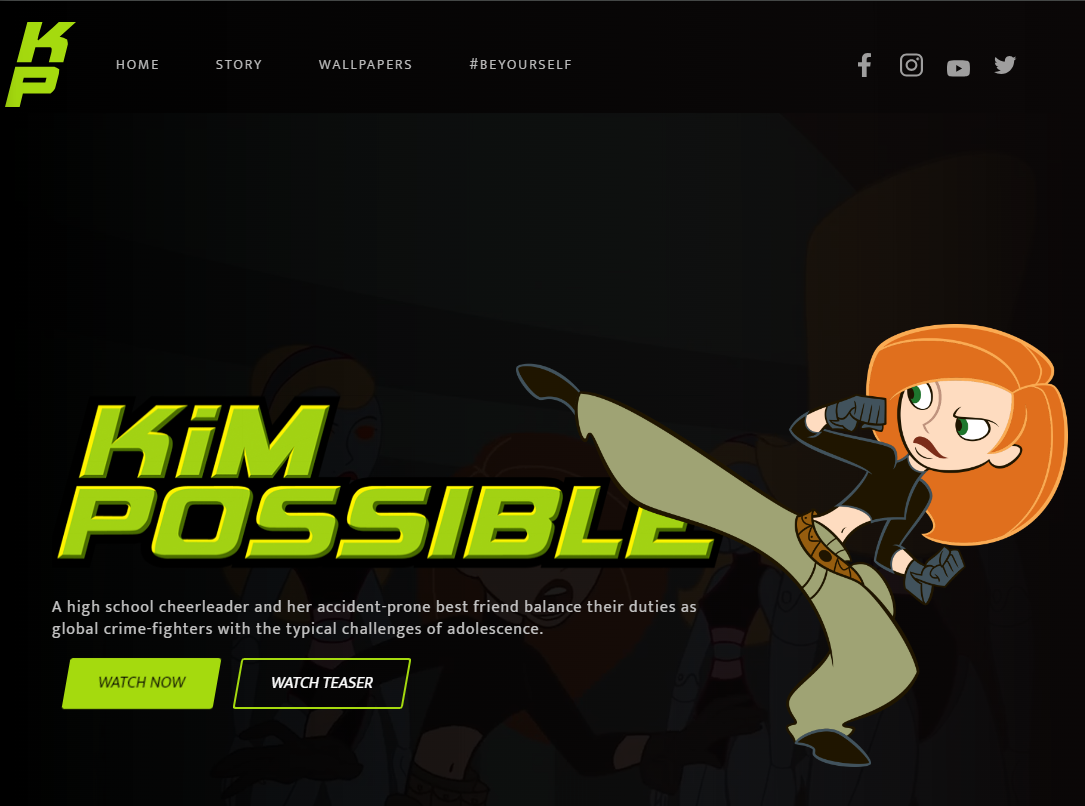 KP
HOME STORY WALLPAPERS #BEYOURSELF
KiM
POSSIBLE
A high school cheerleader and her accident-prone best friend balance their duties as
global crime-fighters with the typical challenges of adolescence.
WATCH NOW WATCH TEASER